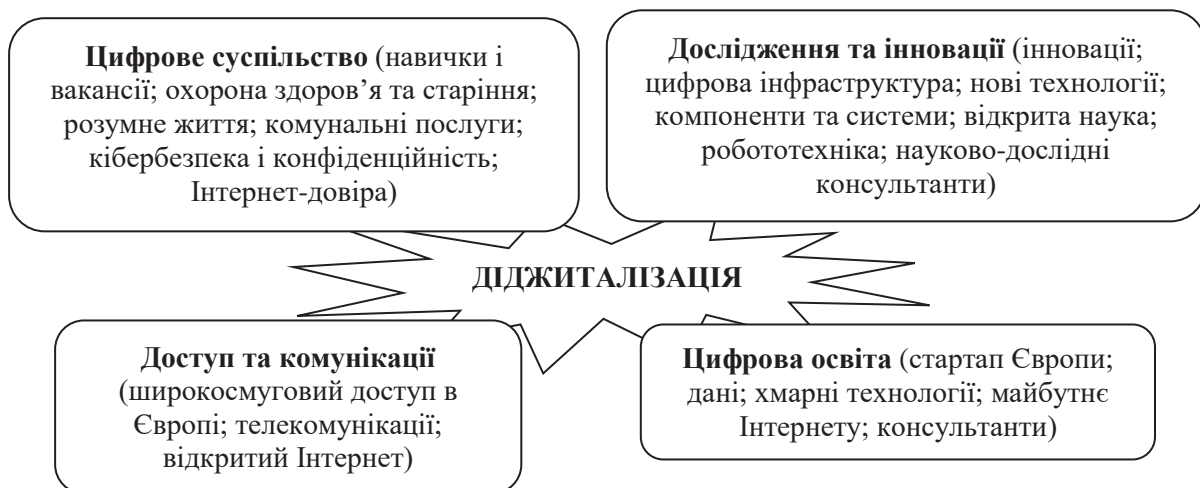 Цифрове суспільство (навички і
вакансії; охорона здоров’я та старіння;
розумне життя; комунальні послуги;
кібербезпека і конфіденційність;
Інтернет-довіра)
Дослідження та інновації (інновації;
цифрова інфраструктура; нові технології;
компоненти та системи; відкрита наука;
робототехніка; науково-дослідні
консультанти)
ДІДЖИТАЛІЗАЦІЯ
Доступ та комунікації
(широкосмуговий доступ в
Європі; телекомунікації;
відкритий Інтернет)
Цифрова освіта (стартап Європи;
дані; хмарні технології; майбутнє
Інтернету; консультанти)